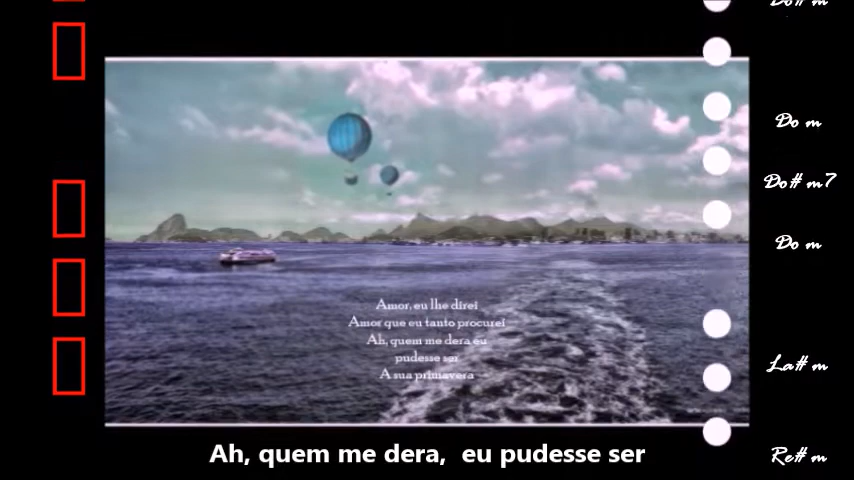 Do# m
Do m
Do# m7
Do m
Amor, eu lhe direi
Amor que eu tanto procurei
Ah, quem me dera eu
pudesse ser
A sua primavera
La# m
Ah, quem me dera,  eu pudesse ser
Re# m